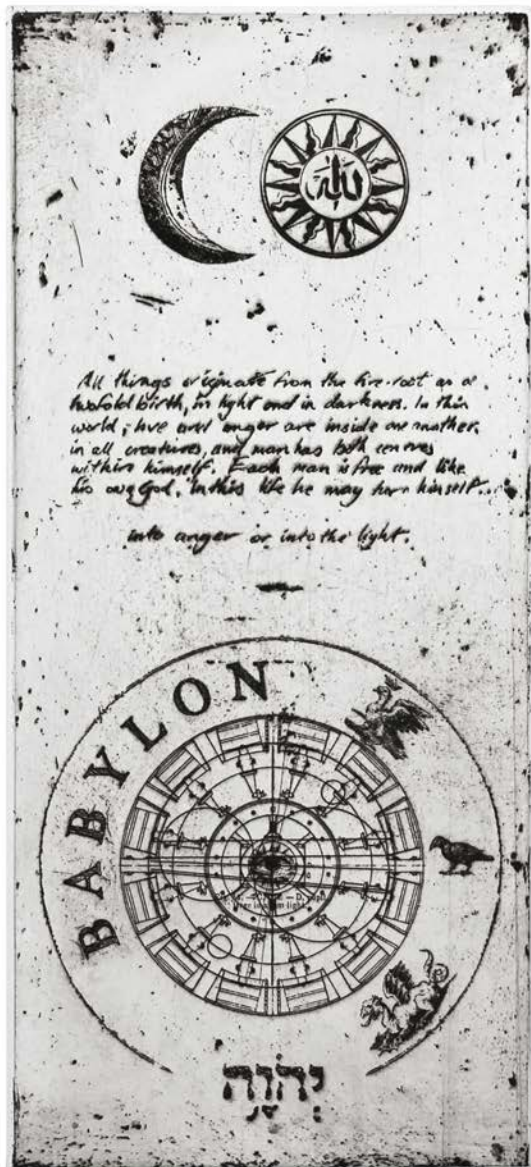 All things originate from the fire-root as a
twofold birth, in light and in darkness. In this
world, love and anger are inside one another,
in all creatures, and man has both centres
within himself. Each man is free and like
his own God. In this life he may turn himself...
into anger or into the light.
BABYLON
יְהֹוָה